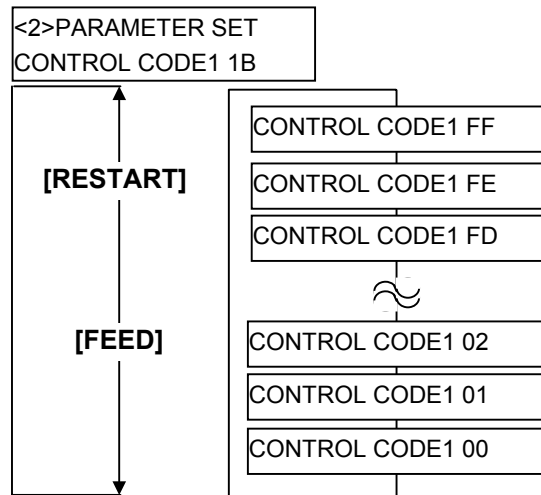 <2>PARAMETER SET
CONTROL CODE1 1B
CONTROL CODE1 FF
[RESTART]
CONTROL CODE1 FE
CONTROL CODE1 FD
[FEED]
CONTROL CODE1 02
CONTROL CODE1 01
CONTROL CODE1 00